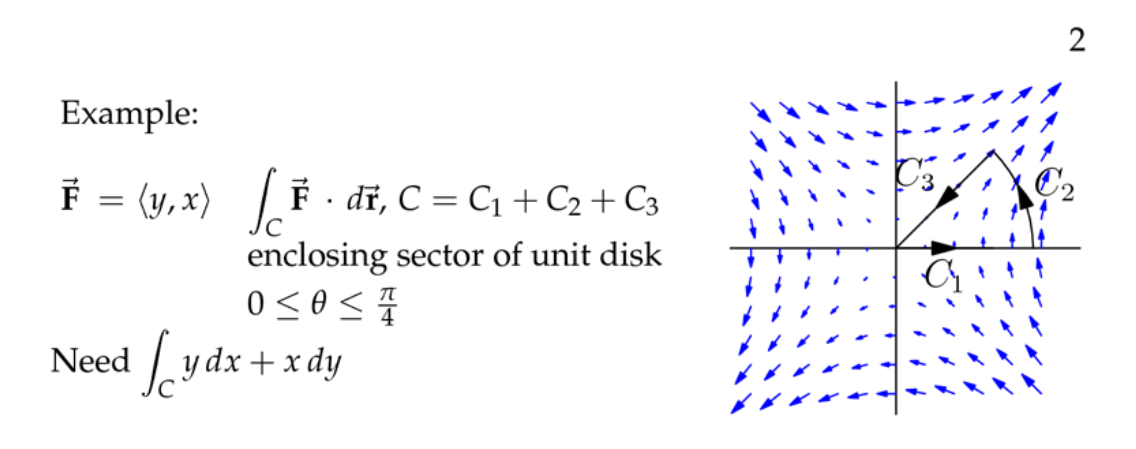 2
Example:
$\vec{\mathbf{F}} = \langle y, x \rangle$ $\int_C \vec{\mathbf{F}} \cdot d\vec{\mathbf{r}}$, $C = C_1 + C_2 + C_3$
enclosing sector of unit disk
$0 \leq \theta \leq \frac{\pi}{4}$
Need $\int_C y\,dx + x\,dy$
$C_3$
$C_2$
$C_1$